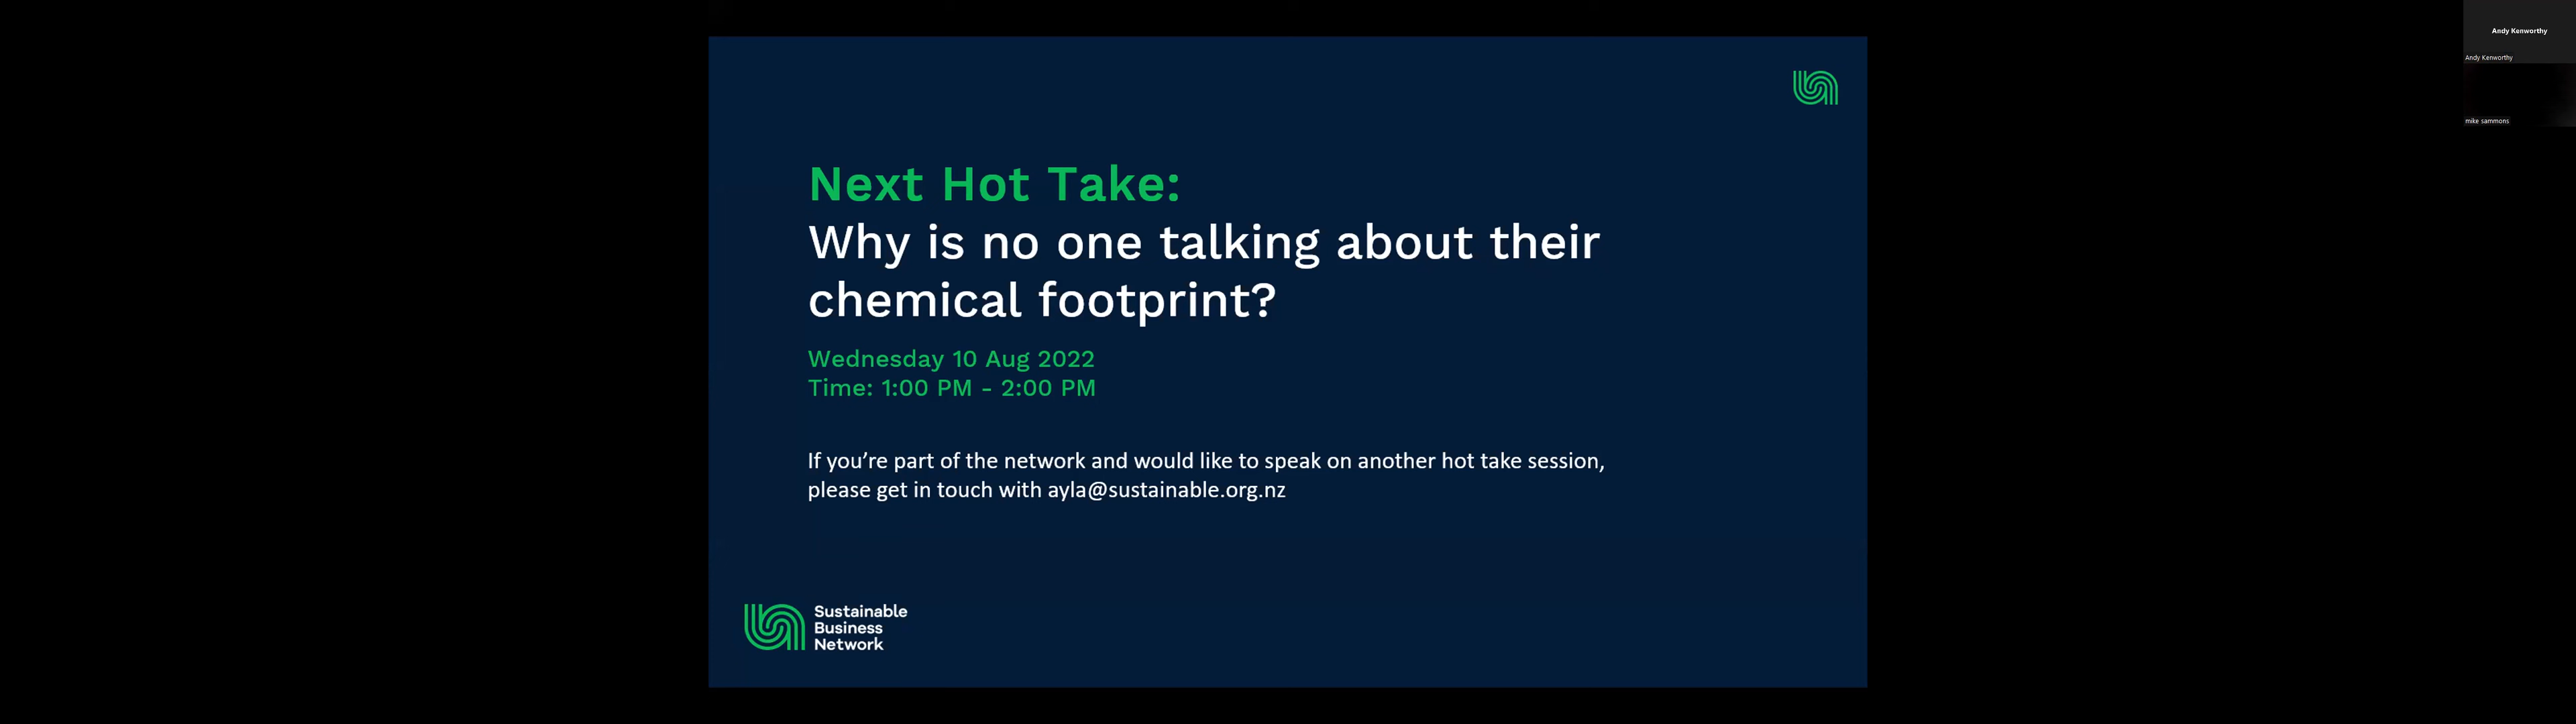 Next Hot Take:
Why is no one talking about their
chemical footprint?
Wednesday 10 Aug 2022
Time: 1:00 PM - 2:00 PM
If you’re part of the network and would like to speak on another hot take session,
please get in touch with ayla@sustainable.org.nz
Sustainable
Business
Network
Andy Kenworthy
Andy Kenworthy
mike sammons